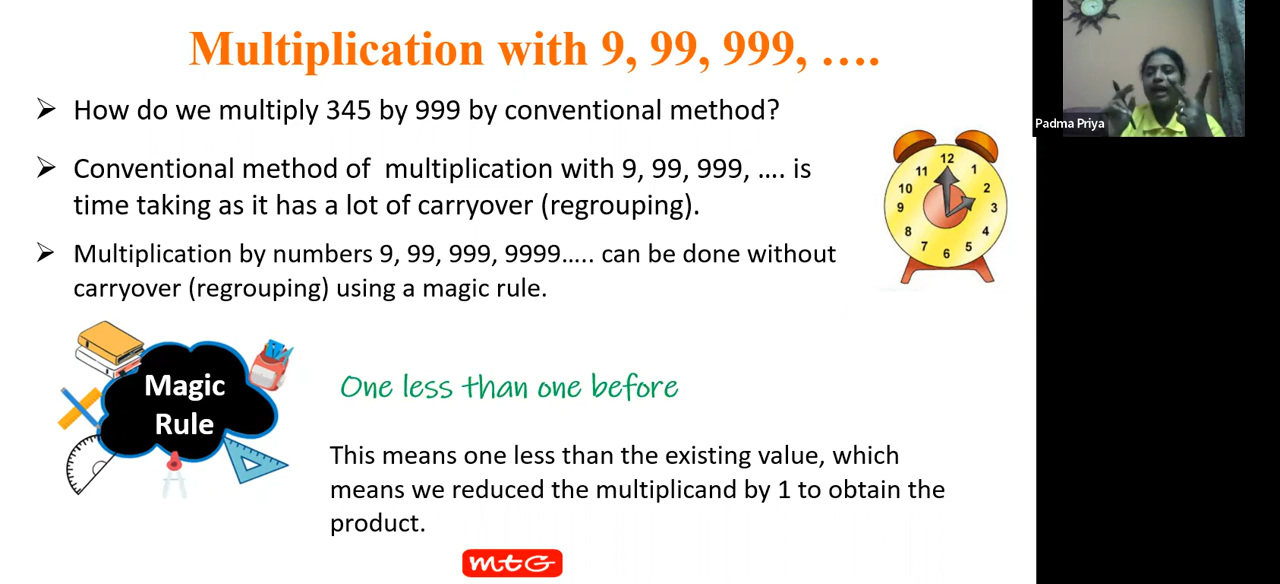 Multiplication with 9, 99, 999, ....
➢ How do we multiply 345 by 999 by conventional method?
➢ Conventional method of multiplication with 9, 99, 999, .... is
time taking as it has a lot of carryover (regrouping).
➢ Multiplication by numbers 9, 99, 999, 9999..... can be done without
carryover (regrouping) using a magic rule.
Magic
Rule
One less than one before
This means one less than the existing value, which
means we reduced the multiplicand by 1 to obtain the
product.
mtG
Padma Priya
12
11 1
10 2
9 3
8 4
7 5
6